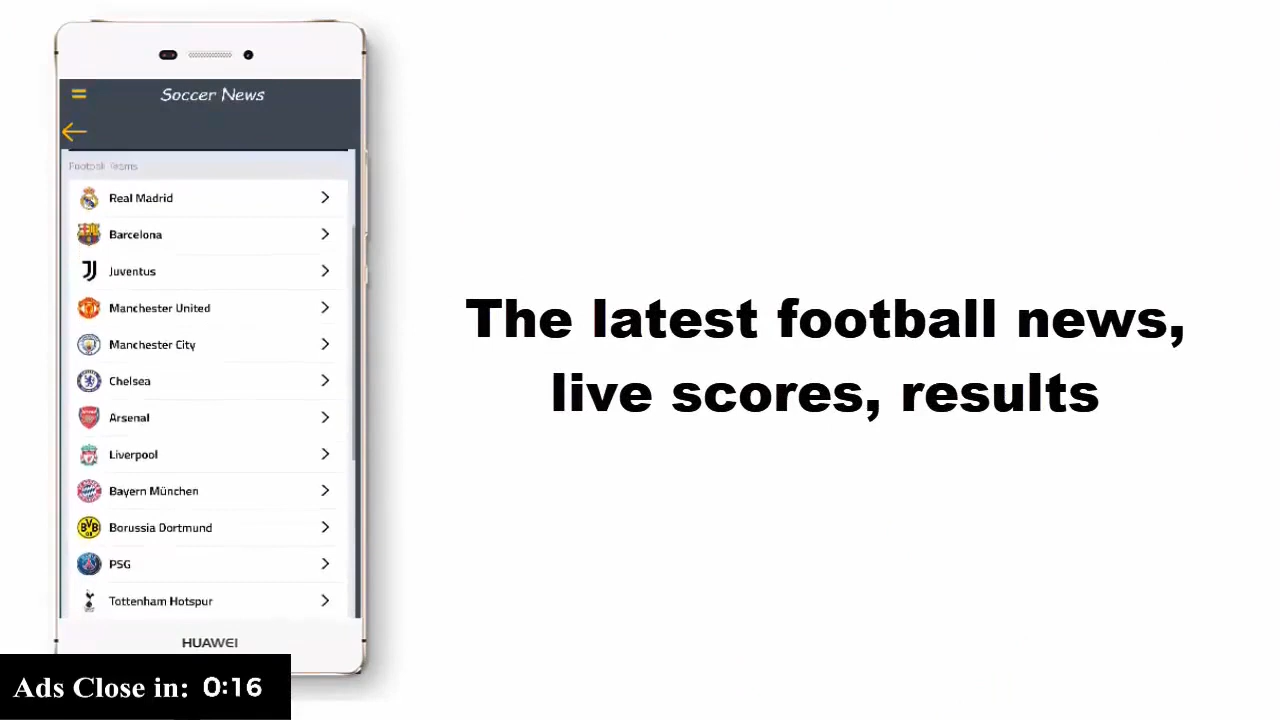 Soccer News
Football Teams
Real Madrid
Barcelona
Juventus
Manchester United
Manchester City
Chelsea
Arsenal
Liverpool
Bayern München
Borussia Dortmund
PSG
Tottenham Hotspur
HUAWEI
The latest football news,
live scores, results
Ads Close in: 0:16